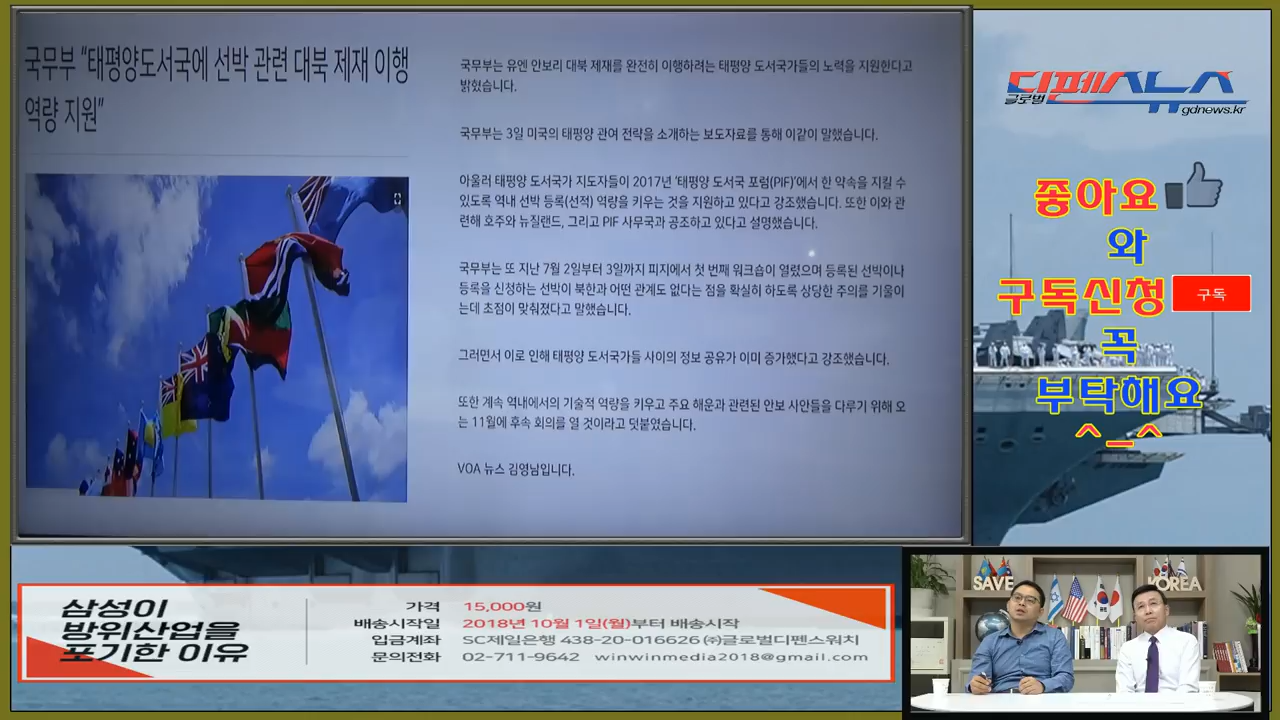 국무부 “태평양도서국에 선박 관련 대북 제재 이행
역량 지원”
국무부는 유엔 안보리 대북 제재를 완전히 이행하려는 태평양 도서국가들의 노력을 지원한다고
밝혔습니다.
국무부는 3일 미국의 태평양 관여 전략을 소개하는 보도자료를 통해 이같이 말했습니다.
아울러 태평양 도서국가 지도자들이 2017년 ‘태평양 도서국 포럼(PIF)’에서 한 약속을 지킬 수
있도록 역내 선박 등록(선적) 역량을 키우는 것을 지원하고 있다고 강조했습니다. 또한 이와 관
련해 호주와 뉴질랜드, 그리고 PIF 사무국과 공조하고 있다고 설명했습니다.
국무부는 또 지난 7월 2일부터 3일까지 피지에서 첫 번째 워크숍이 열렸으며 등록된 선박이나
등록을 신청하는 선박이 북한과 어떤 관계도 없다는 점을 확실히 하도록 상당한 주의를 기울이
는데 초점이 맞춰졌다고 말했습니다.
그러면서 이로 인해 태평양 도서국가들 사이의 정보 공유가 이미 증가했다고 강조했습니다.
또한 계속 역내에서의 기술적 역량을 키우고 주요 해운과 관련된 안보 사안들을 다루기 위해 오
는 11월에 후속 회의를 열 것이라고 덧붙였습니다.
VOA 뉴스 김영남입니다.
디펜스뉴스
글로벌
gdnews.kr
좋아요
와
구독신청 구독
꼭
부탁해요
^_^
삼성이
방위산업을
포기한 이유
가격 15,000원
배송시작일 2018년 10월 1일(월)부터 배송시작
입금계좌 SC제일은행 438-20-016626 ㈜글로벌디펜스워치
문의전화 02-711-9642 winwinmedia2018@gmail.com
SAVE KOREA